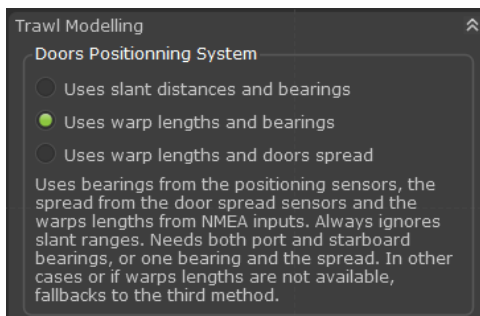 Trawl Modelling
Doors Positionning System
Uses slant distances and bearings
Uses warp lengths and bearings
Uses warp lengths and doors spread
Uses bearings from the positioning sensors, the
spread from the door spread sensors and the
warps lengths from NMEA inputs. Always ignores
slant ranges. Needs both port and starboard
bearings, or one bearing and the spread. In other
cases or if warps lengths are not available,
fallbacks to the third method.